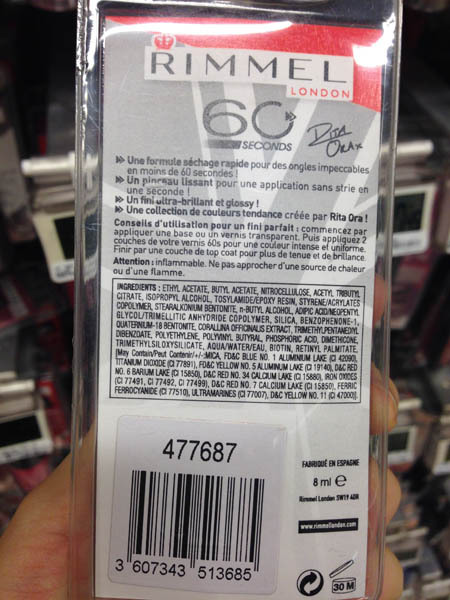 RIMMEL
LONDON
60
SECONDS
RITA
ORA x
Une formule séchage rapide pour des ongles impeccables
en moins de 60 secondes !
Un pinceau lissant pour une application sans strie en
une seconde !
Un fini ultra-brillant et glossy !
Une collection de couleurs tendance créée par Rita Ora !
Conseils d'utilisation pour un fini parfait : commencez par
appliquer une base ou un vernis transparent. Puis appliquez 2
couches de votre vernis 60s pour une couleur intense et uniforme.
Finir par une couche de top coat pour plus de tenue et de brillance.
Attention : inflammable. Ne pas approcher d'une source de chaleur
ou d'une flamme.
INGREDIENTS : ETHYL ACETATE, BUTYL ACETATE, NITROCELLULOSE, ACETYL TRIBUTYL
CITRATE, ISOPROPYL ALCOHOL, TOSYLAMIDE/EPOXY RESIN, STYRENE/ACRYLATES
COPOLYMER, STEARALKONIUM BENTONITE, n-BUTYL ALCOHOL, ADIPIC ACID/NEOPENTYL
GLYCOL/TRIMELLITIC ANHYDRIDE COPOLYMER, SILICA, BENZOPHENONE-1,
QUATERNIUM-18 BENTONITE, CORALLINA OFFICINALIS EXTRACT, TRIMETHYLPENTANEDIYL
DIBENZOATE, POLYETHYLENE, POLYVINYL BUTYRAL, PHOSPHORIC ACID, DIMETHICONE,
TRIMETHYLSILOXYSILICATE, AQUA/WATER/EAU, BIOTIN, RETINYL PALMITATE,
[May Contain/Peut Contenir/+/-:MICA, FD&C BLUE NO. 1 ALUMINUM LAKE (CI 42090),
TITANIUM DIOXIDE (CI 77891), FD&C YELLOW NO. 5 ALUMINUM LAKE (CI 19140), D&C RED
NO. 6 BARIUM LAKE (CI 15850), D&C RED NO. 34 CALCIUM LAKE (CI 15880), IRON OXIDES
(CI 77491, CI 77492, CI 77499), D&C RED NO. 7 CALCIUM LAKE (CI 15850), FERRIC
FERROCYANIDE (CI 77510), ULTRAMARINES (CI 77007), D&C YELLOW NO. 11 (CI 47000)].
477687
3 607343 513685
FABRIQUÉ EN ESPAGNE
8 ml e
Rimmel London SW19 4DR
www.rimmellondon.com
30 M